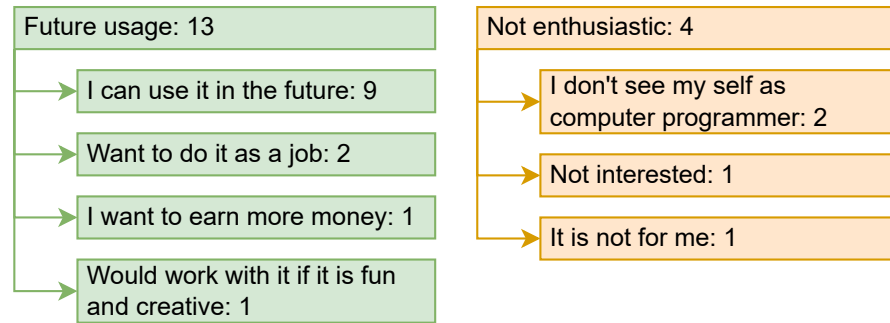 Future usage: 13
I can use it in the future: 9
Want to do it as a job: 2
I want to earn more money: 1
Would work with it if it is fun
and creative: 1
Not enthusiastic: 4
I don't see my self as
computer programmer: 2
Not interested: 1
It is not for me: 1